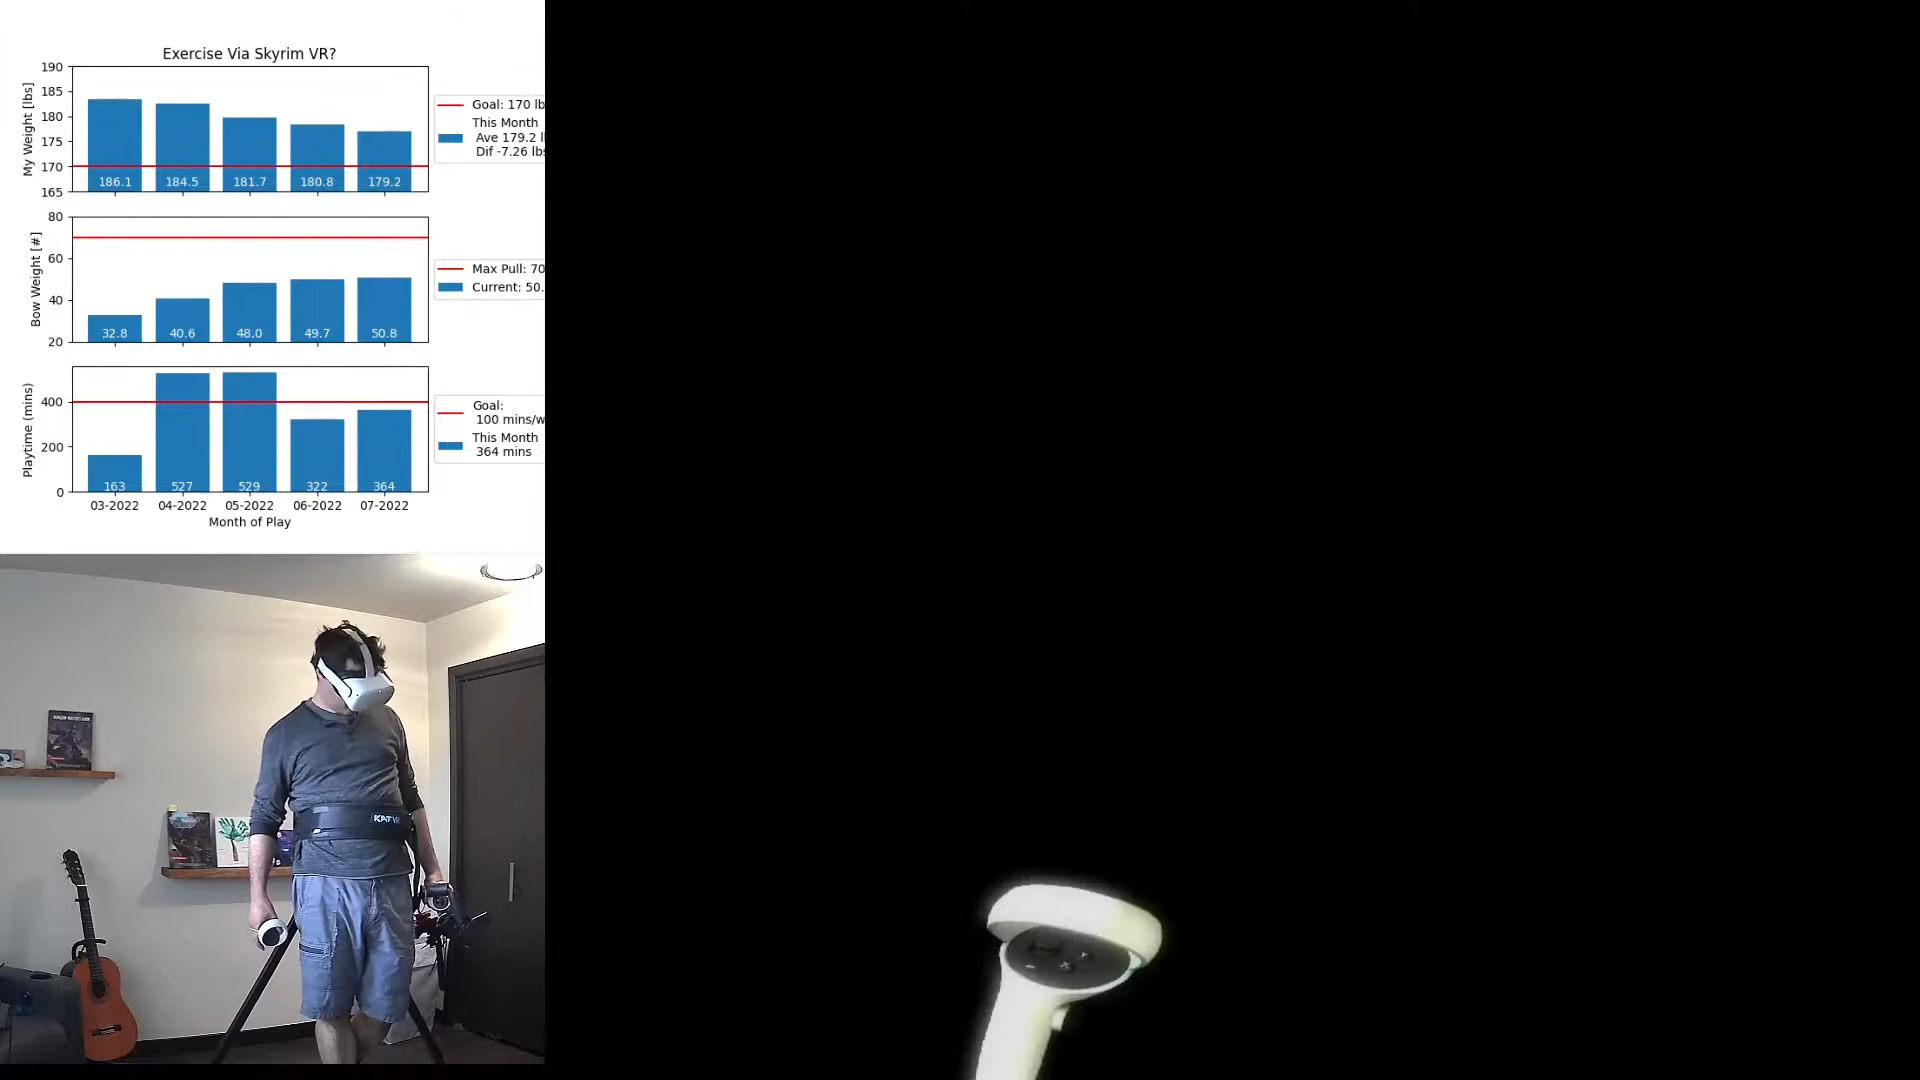 Exercise Via Skyrim VR?
My Weight [lbs]
190
185
180
175
170
165
186.1 184.5 181.7 180.8 179.2
Goal: 170 lb
This Month
Ave 179.2 l
Dif -7.26 lbs
Bow Weight [#]
80
60
40
20
32.8 40.6 48.0 49.7 50.8
Max Pull: 70
Current: 50.
Playtime (mins)
400
200
0
163 527 529 322 364
Goal:
100 mins/w
This Month
364 mins
03-2022 04-2022 05-2022 06-2022 07-2022
Month of Play